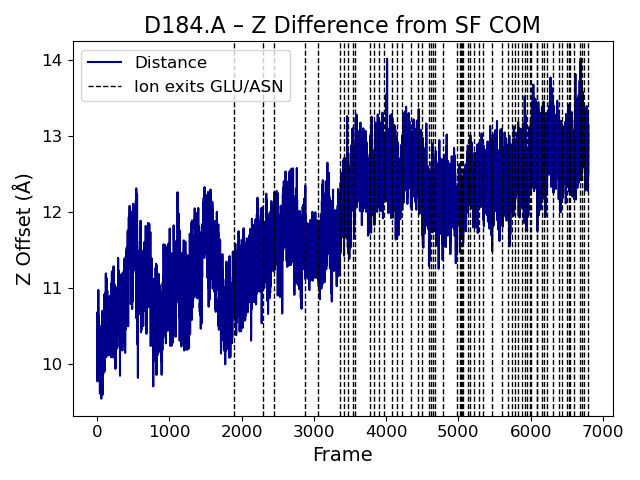 D184.A – Z Difference from SF COM
Distance
Ion exits GLU/ASN
Z Offset (Å)
14
13
12
11
10
0 1000 2000 3000 4000 5000 6000 7000
Frame